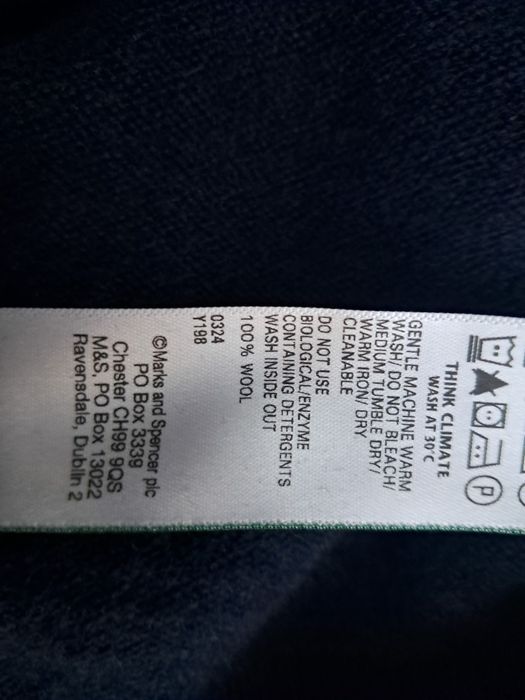 P
THINK CLIMATE
WASH AT 30°C
GENTLE MACHINE WARM
WASH/ DO NOT BLEACH/
MEDIUM TUMBLE DRY/
WARM IRON/ DRY
CLEANABLE
DO NOT USE
BIOLOGICAL/ENZYME
CONTAINING DETERGENTS
WASH INSIDE OUT
100% WOOL
0324
Y198
©Marks and Spencer plc
PO Box 3339
Chester CH99 9QS
M&S, PO Box 13022
Ravensdale, Dublin 2